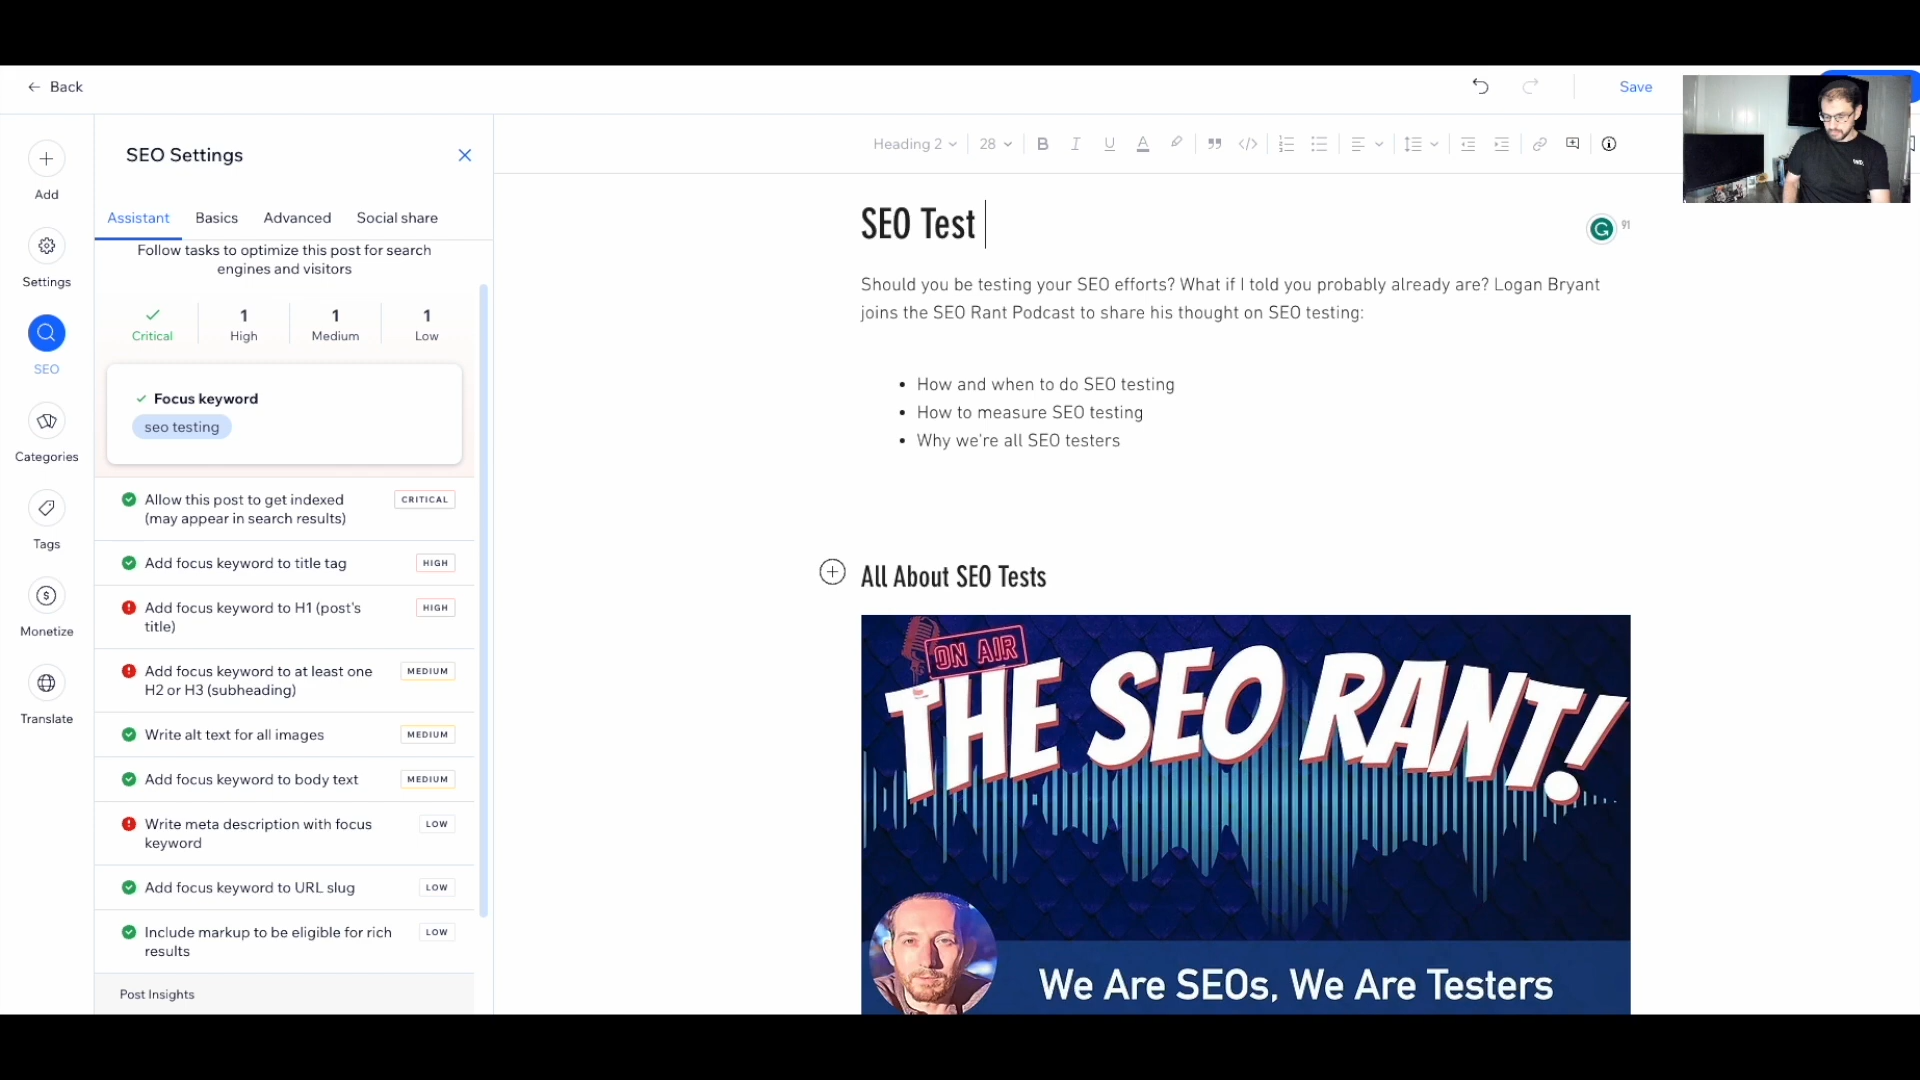 Back
Save
Add
Settings
SEO
Categories
Tags
Monetize
Translate
SEO Settings
Assistant Basics Advanced Social share
Follow tasks to optimize this post for search
engines and visitors
1 1 1
Critical High Medium Low
Focus keyword
seo testing
Allow this post to get indexed CRITICAL
(may appear in search results)
Add focus keyword to title tag HIGH
Add focus keyword to H1 (post's HIGH
title)
Add focus keyword to at least one MEDIUM
H2 or H3 (subheading)
Write alt text for all images MEDIUM
Add focus keyword to body text MEDIUM
Write meta description with focus LOW
keyword
Add focus keyword to URL slug LOW
Include markup to be eligible for rich LOW
results
Post Insights
Heading 2 28 B I U A
SEO Test
91
Should you be testing your SEO efforts? What if I told you probably already are? Logan Bryant
joins the SEO Rant Podcast to share his thought on SEO testing:
How and when to do SEO testing
How to measure SEO testing
Why we're all SEO testers
All About SEO Tests
ON AIR
THE SEO RANT!
We Are SEOs, We Are Testers